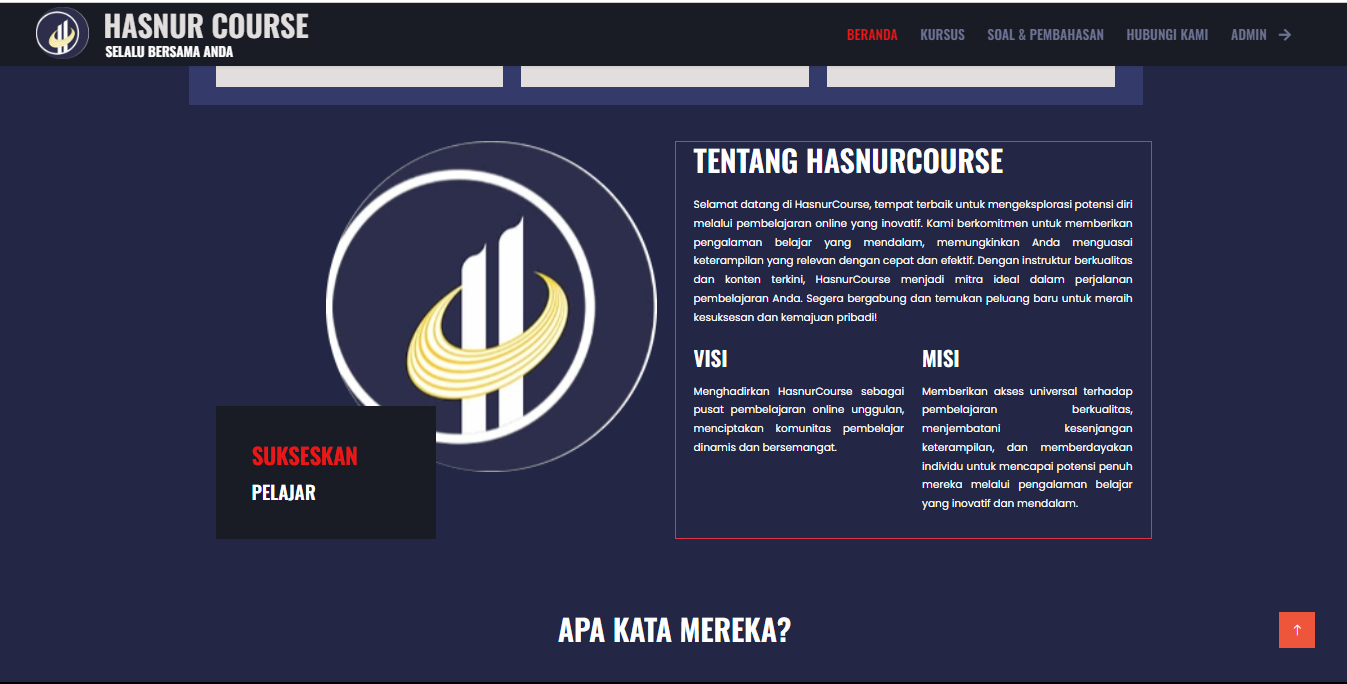 HASNUR COURSE
SELALU BERSAMA ANDA
BERANDA
KURSUS
SOAL & PEMBAHASAN
HUBUNGI KAMI
ADMIN
TENTANG HASNURCOURSE
Selamat datang di HasnurCourse, tempat terbaik untuk mengeksplorasi potensi diri
melalui pembelajaran online yang inovatif. Kami berkomitmen untuk memberikan
pengalaman belajar yang mendalam, memungkinkan Anda menguasai
keterampilan yang relevan dengan cepat dan efektif. Dengan instruktur berkualitas
dan konten terkini, HasnurCourse menjadi mitra ideal dalam perjalanan
pembelajaran Anda. Segera bergabung dan temukan peluang baru untuk meraih
kesuksesan dan kemajuan pribadi!
VISI
Menghadirkan HasnurCourse sebagai
pusat pembelajaran online unggulan,
menciptakan komunitas pembelajar
dinamis dan bersemangat.
MISI
Memberikan akses universal terhadap
pembelajaran berkualitas,
menjembatani kesenjangan
keterampilan, dan memberdayakan
individu untuk mencapai potensi penuh
mereka melalui pengalaman belajar
yang inovatif dan mendalam.
SUKSESKAN
PELAJAR
APA KATA MEREKA?